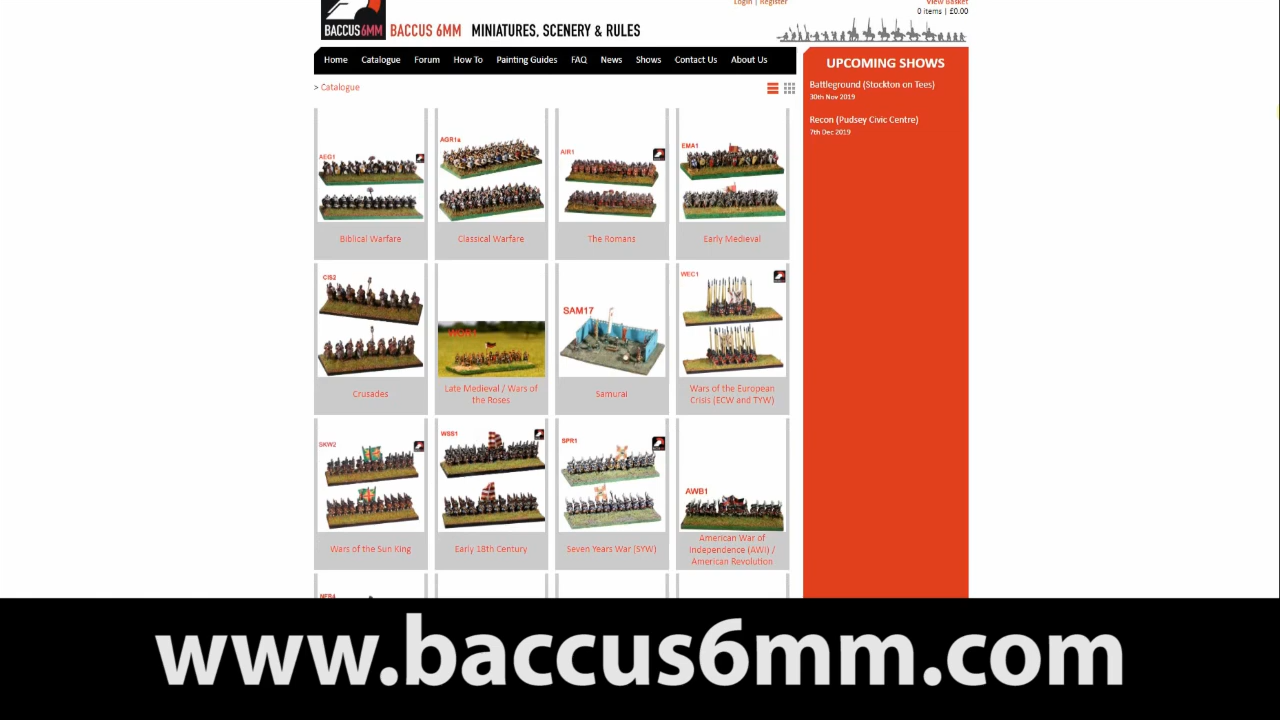 Login | Register
View Basket
0 items | £0.00
BACCUS6MM
BACCUS 6MM MINIATURES, SCENERY & RULES
Home Catalogue Forum How To Painting Guides FAQ News Shows Contact Us About Us
UPCOMING SHOWS
Battleground (Stockton on Tees)
30th Nov 2019
Recon (Pudsey Civic Centre)
7th Dec 2019
> Catalogue
AEG1
AGR1a
AIR1
EMA1
Biblical Warfare
Classical Warfare
The Romans
Early Medieval
CIS2
SAM17
WEC1
Crusades
Late Medieval / Wars of
the Roses
Samurai
Wars of the European
Crisis (ECW and TYW)
SKW2
WSS1
SPR1
AWB1
Wars of the Sun King
Early 18th Century
Seven Years War (SYW)
American War of
Independence (AWI) /
American Revolution
www.baccus6mm.com